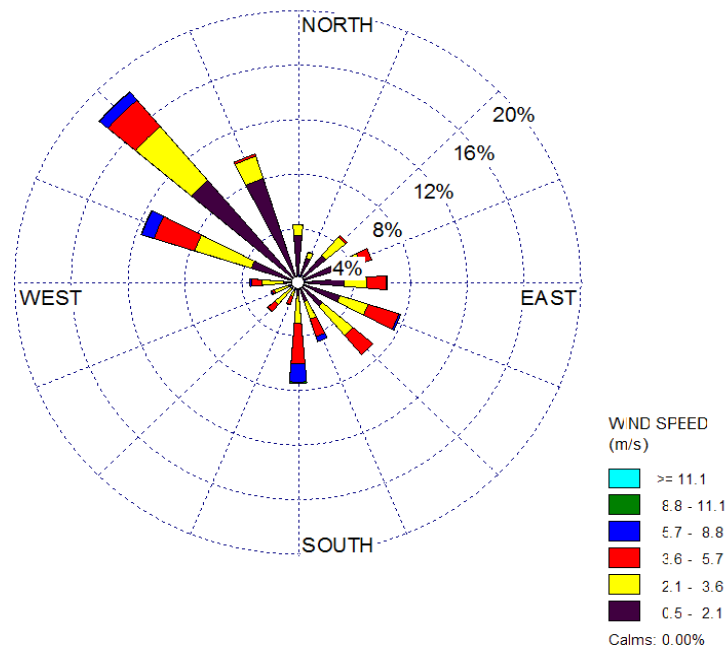 NORTH
20%
16%
12%
8%
4%
WEST
EAST
SOUTH
WIND SPEED
(m/s)
>= 11.1
8.8 - 11.1
5.7 - 8.8
3.6 - 5.7
2.1 - 3.6
0.5 - 2.1
Calms: 0.00%